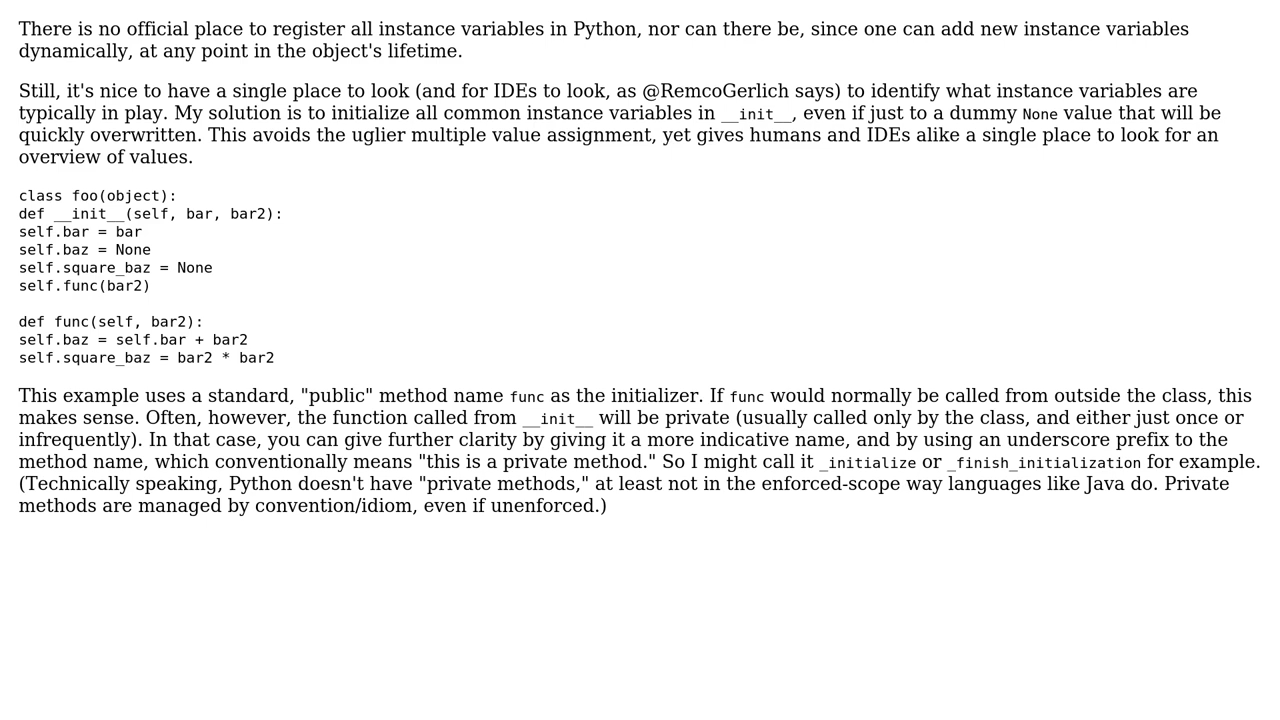 There is no official place to register all instance variables in Python, nor can there be, since one can add new instance variables
dynamically, at any point in the object's lifetime.
Still, it's nice to have a single place to look (and for IDEs to look, as @RemcoGerlich says) to identify what instance variables are
typically in play. My solution is to initialize all common instance variables in __init__, even if just to a dummy None value that will be
quickly overwritten. This avoids the uglier multiple value assignment, yet gives humans and IDEs alike a single place to look for an
overview of values.
class foo(object):
def __init__(self, bar, bar2):
self.bar = bar
self.baz = None
self.square_baz = None
self.func(bar2)
def func(self, bar2):
self.baz = self.bar + bar2
self.square_baz = bar2 * bar2
This example uses a standard, "public" method name func as the initializer. If func would normally be called from outside the class, this
makes sense. Often, however, the function called from __init__ will be private (usually called only by the class, and either just once or
infrequently). In that case, you can give further clarity by giving it a more indicative name, and by using an underscore prefix to the
method name, which conventionally means "this is a private method." So I might call it _initialize or _finish_initialization for example.
(Technically speaking, Python doesn't have "private methods," at least not in the enforced-scope way languages like Java do. Private
methods are managed by convention/idiom, even if unenforced.)